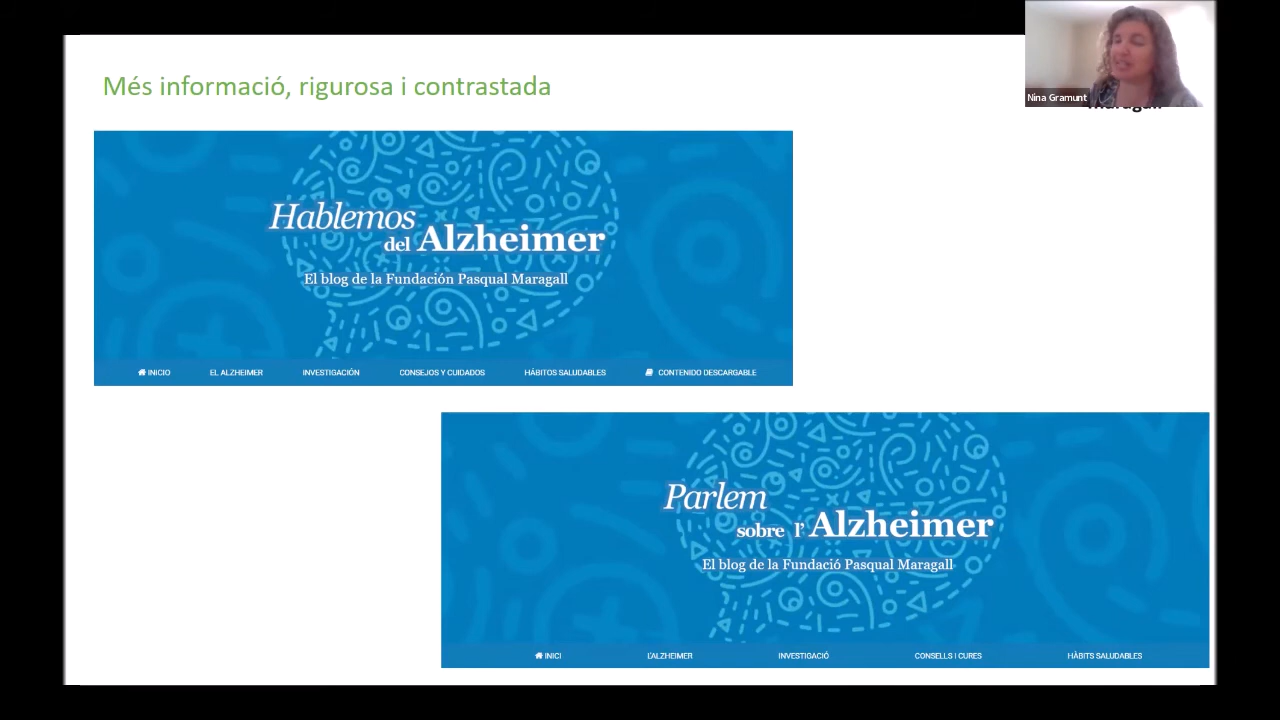 Més informació, rigurosa i contrastada
Nina Gramunt
Hablemos
del Alzheimer
El blog de la Fundación Pasqual Maragall
INICIO EL ALZHEIMER INVESTIGACIÓN CONSEJOS Y CUIDADOS HÁBITOS SALUDABLES CONTENIDO DESCARGABLE
Parlem
sobre l'Alzheimer
El blog de la Fundació Pasqual Maragall
INICI L'ALZHEIMER INVESTIGACIÓ CONSELLS I CURES HÀBITS SALUDABLES